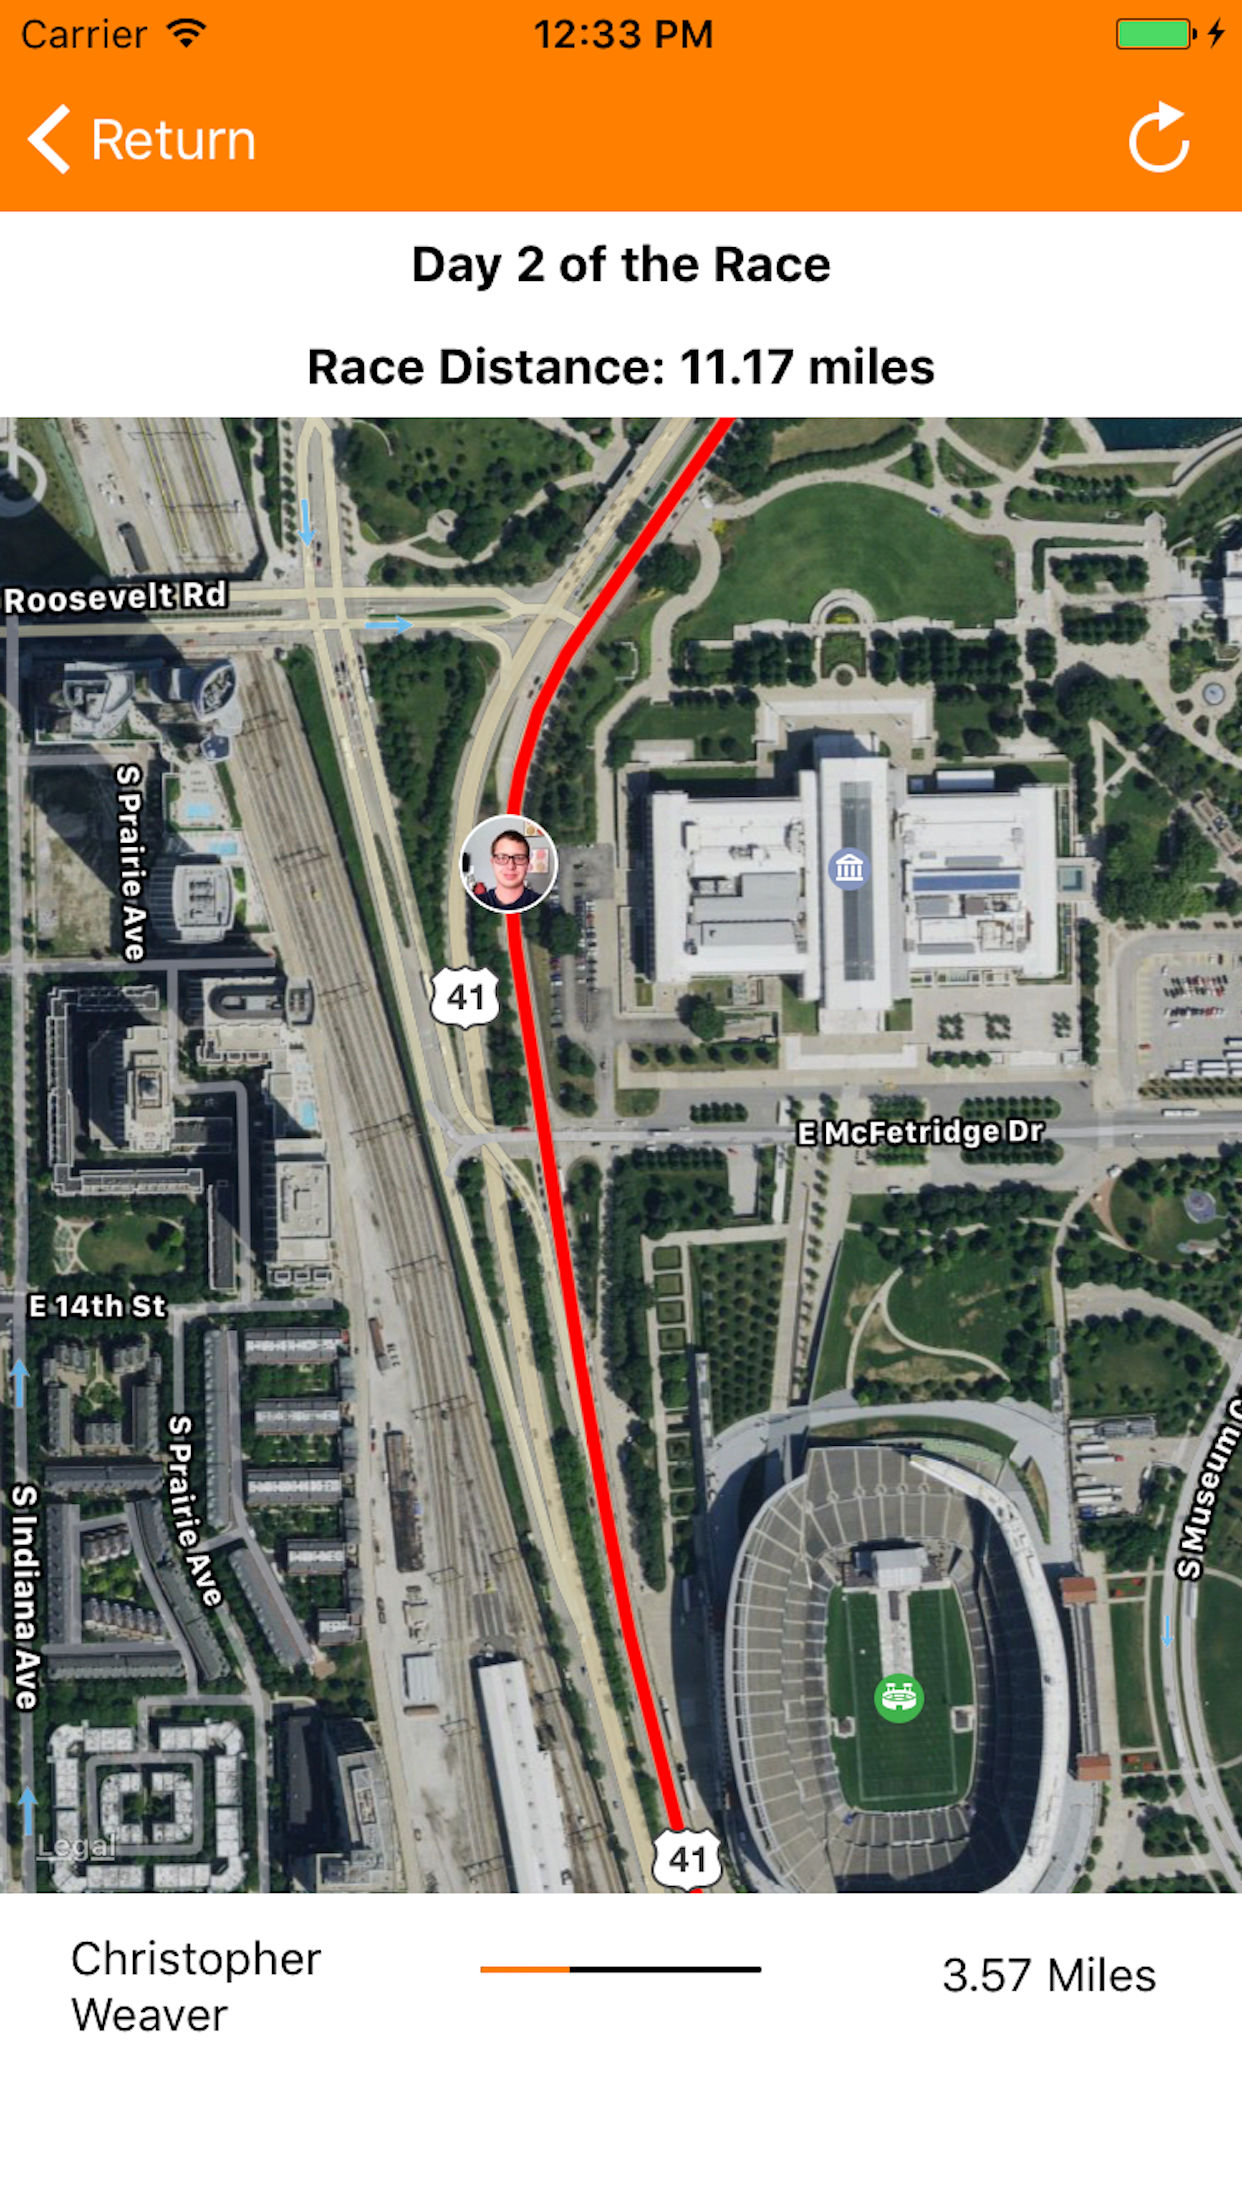 Carrier 12:33 PM
Return
Day 2 of the Race
Race Distance: 11.17 miles
Roosevelt Rd
S Prairie Ave
41
E McFetridge Dr
E 14th St
S Prairie Ave
S Indiana Ave
S Museum C
Legal
41
Christopher
Weaver
3.57 Miles